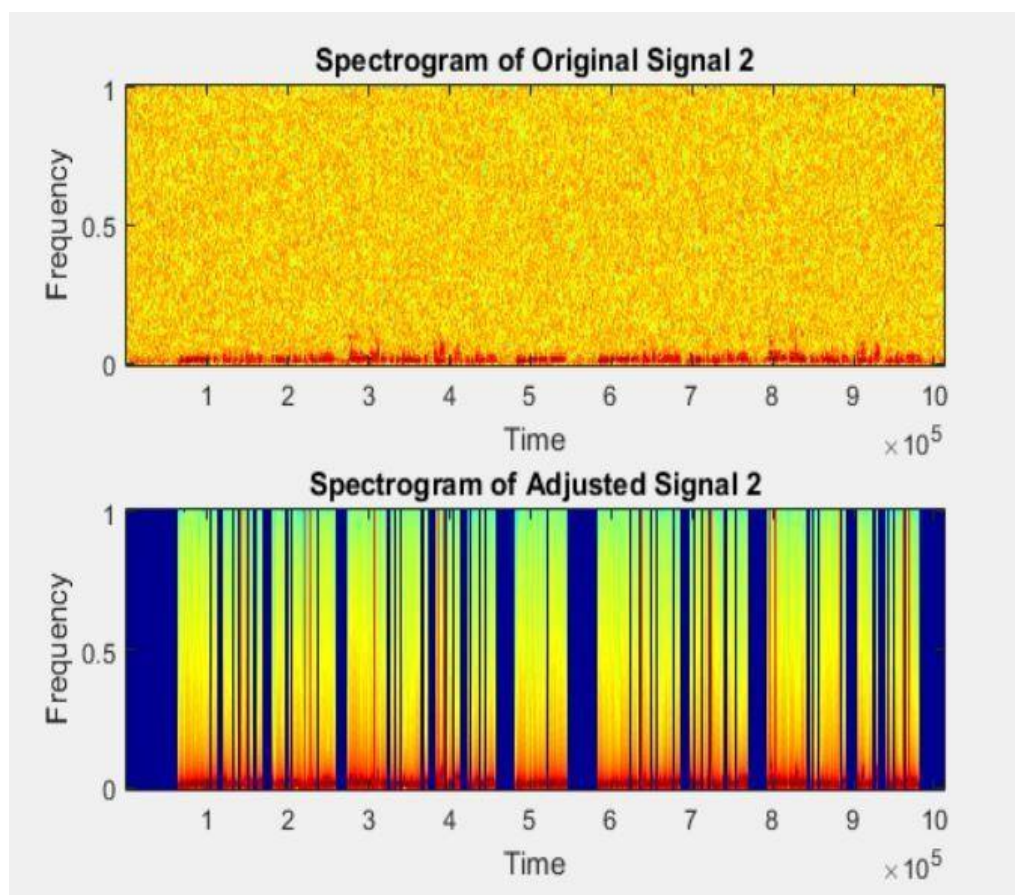 Spectrogram of Original Signal 2
1
0.5
0
Frequency
1 2 3 4 5 6 7 8 9 10
Time
×10^5
Spectrogram of Adjusted Signal 2
1
0.5
0
Frequency
1 2 3 4 5 6 7 8 9 10
Time
×10^5